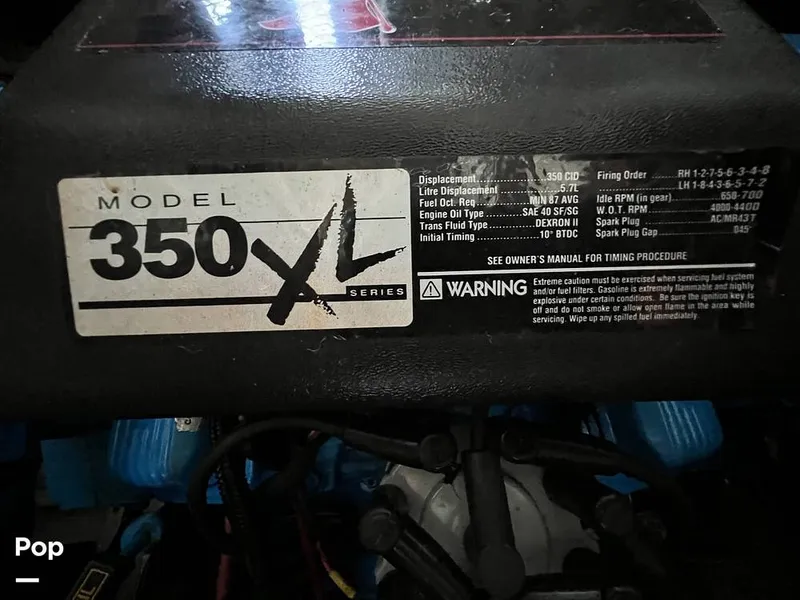 MODEL
350 XL
SERIES
Displacement 350 CID
Litre Displacement 5.7L
Fuel Oct. Req MIN 87 AVG
Engine Oil Type SAE 40 SF/SG
Trans Fluid Type DEXRON II
Initial Timing 10° BTDC
Firing Order RH 1-2-7-5-6-3-4-8
LH 1-8-4-3-6-5-7-2
Idle RPM (in gear) 650-700
W.O.T. RPM 4000-4400
Spark Plug AC/MR43T
Spark Plug Gap 045"
SEE OWNER'S MANUAL FOR TIMING PROCEDURE
WARNING
Extreme caution must be exercised when servicing fuel system
and/or fuel filters. Gasoline is extremely flammable and highly
explosive under certain conditions. Be sure the ignition key is
off and do not smoke or allow open flame in the area while
servicing. Wipe up any spilled fuel immediately.
Pop